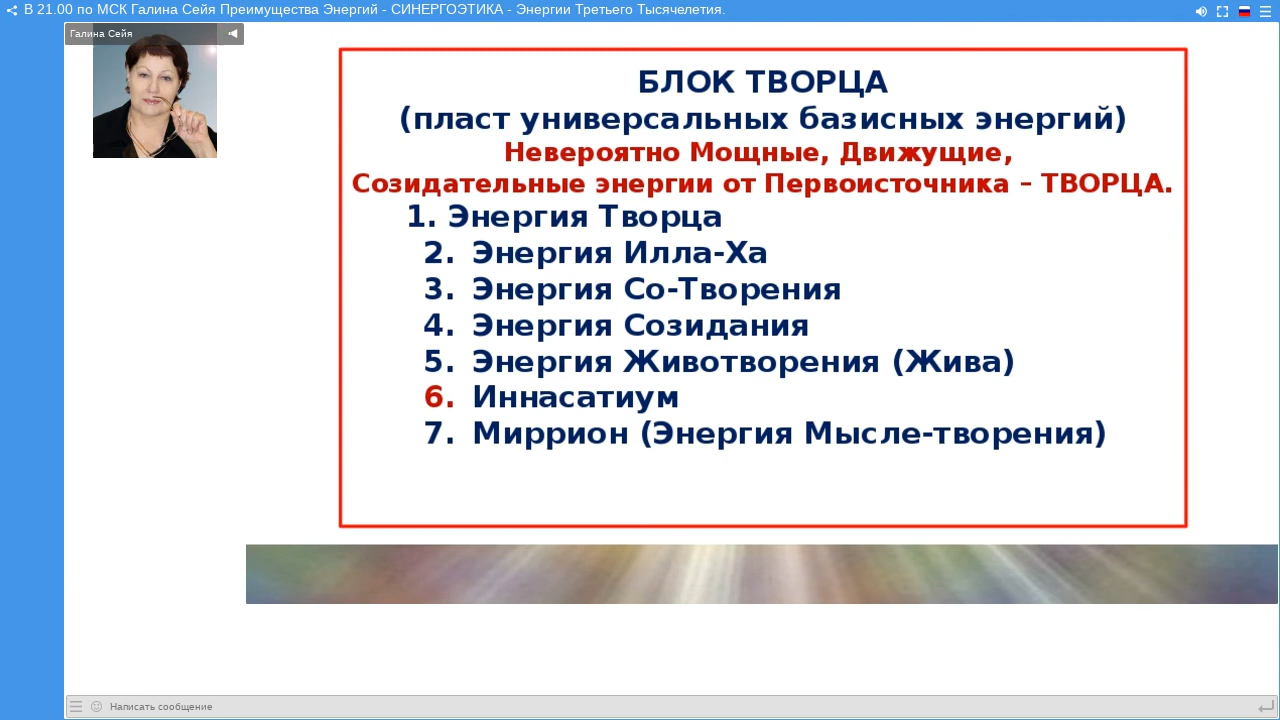 В 21.00 по МСК Галина Сейя Преимущества Энергий - СИНЕРГОЭТИКА - Энергии Третьего Тысячелетия.
Галина Сейя
БЛОК ТВОРЦА
(пласт универсальных базисных энергий)
Невероятно Мощные, Движущие,
Созидательные энергии от Первоисточника – ТВОРЦА.
1. Энергия Творца
2. Энергия Илла-Ха
3. Энергия Со-Творения
4. Энергия Созидания
5. Энергия Животворения (Жива)
6. Иннасатиум
7. Миррион (Энергия Мысле-творения)
Написать сообщение